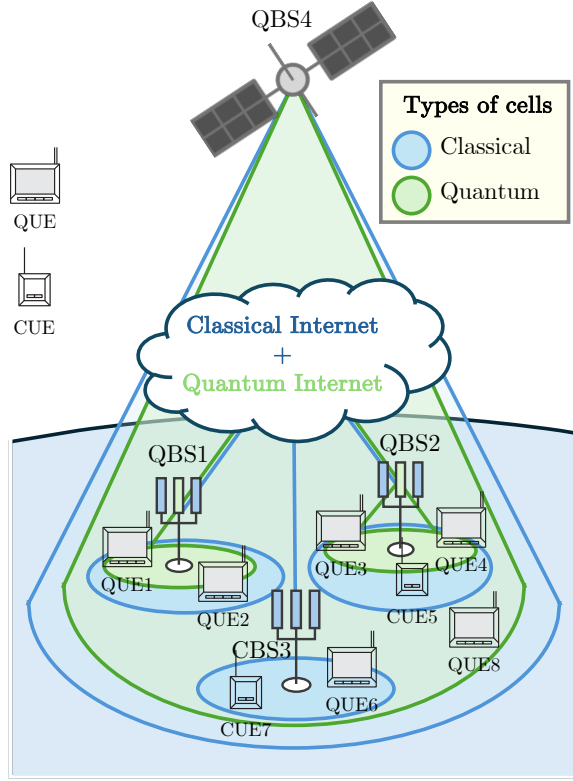 QBS4
Types of cells
Classical
Quantum
QUE
CUE
Classical Internet
+
Quantum Internet
QBS1
QBS2
QUE1
QUE2
QUE3
QUE4
CUE5
CBS3
QUE8
QUE6
CUE7